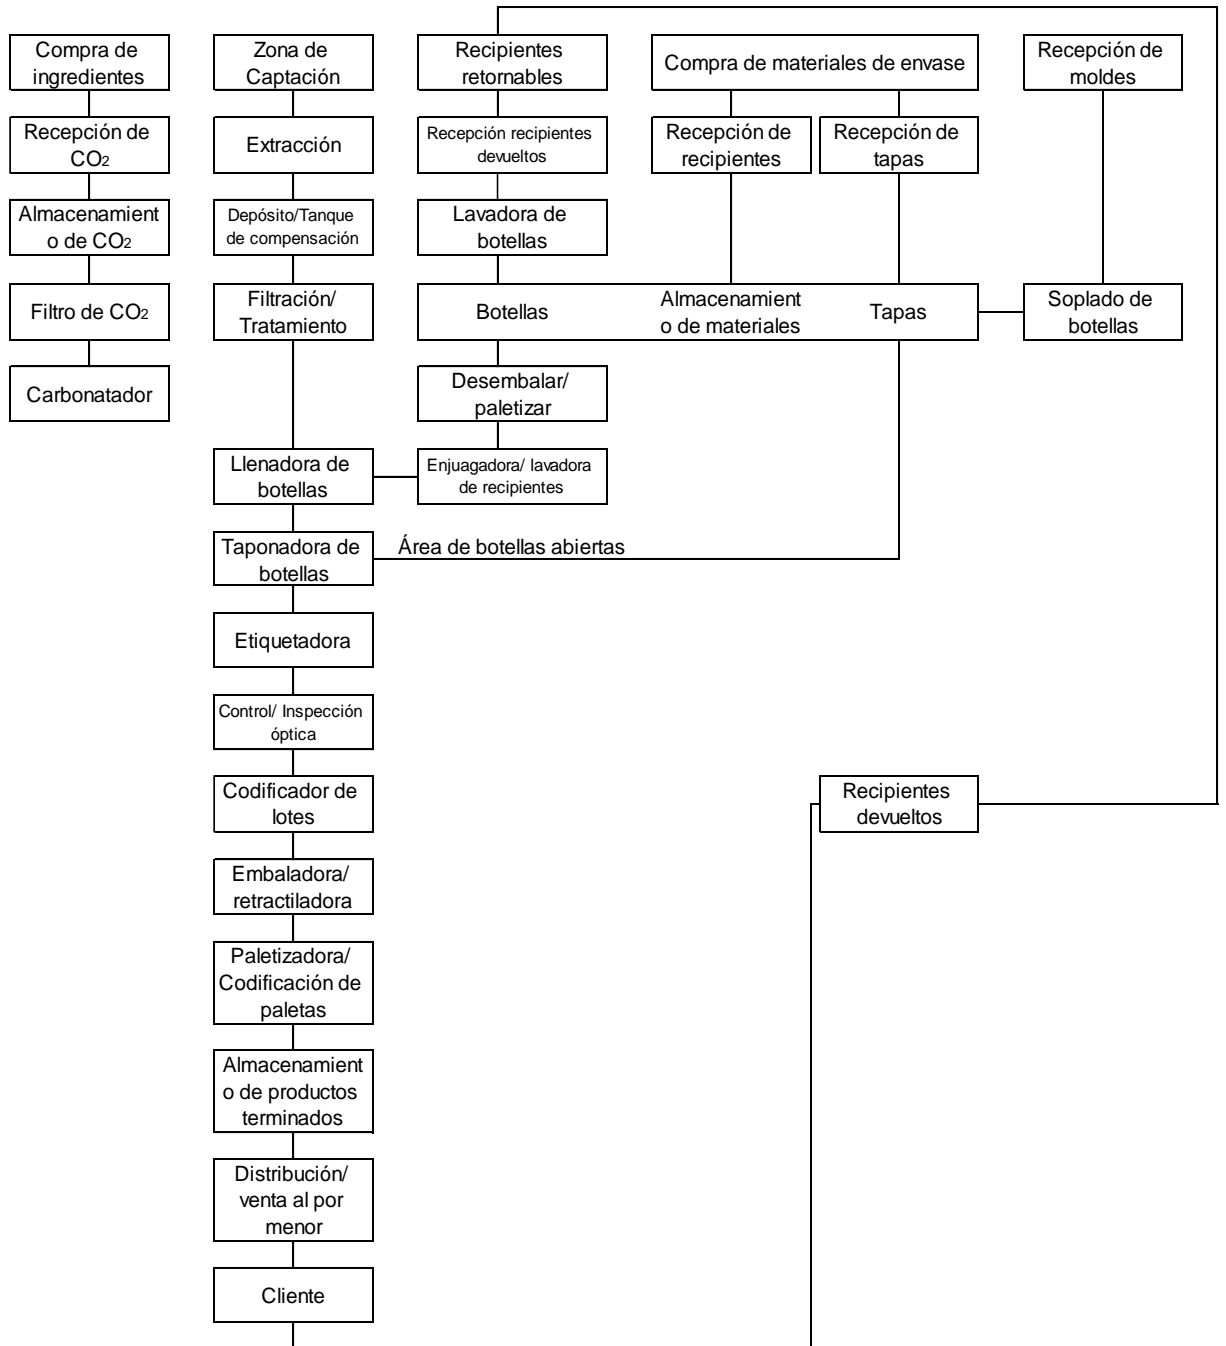 Compra de
ingredientes
Zona de
Captación
Recipientes
retornables
Compra de materiales de envase
Recepción de
moldes
Recepción de
CO2
Extracción
Recepción recipientes
devueltos
Recepción de
recipientes
Recepción de
tapas
Almacenamient
o de CO2
Depósito/Tanque
de compensación
Lavadora de
botellas
Filtro de CO2
Filtración/
Tratamiento
Botellas
Almacenamient
o de materiales
Tapas
Soplado de
botellas
Carbonatador
Desembalar/
paletizar
Llenadora de
botellas
Enjuagadora/ lavadora
de recipientes
Taponadora de
botellas
Área de botellas abiertas
Etiquetadora
Control/ Inspección
óptica
Codificador de
lotes
Recipientes
devueltos
Embaladora/
retractiladora
Paletizadora/
Codificación de
paletas
Almacenamient
o de productos
terminados
Distribución/
venta al por
menor
Cliente